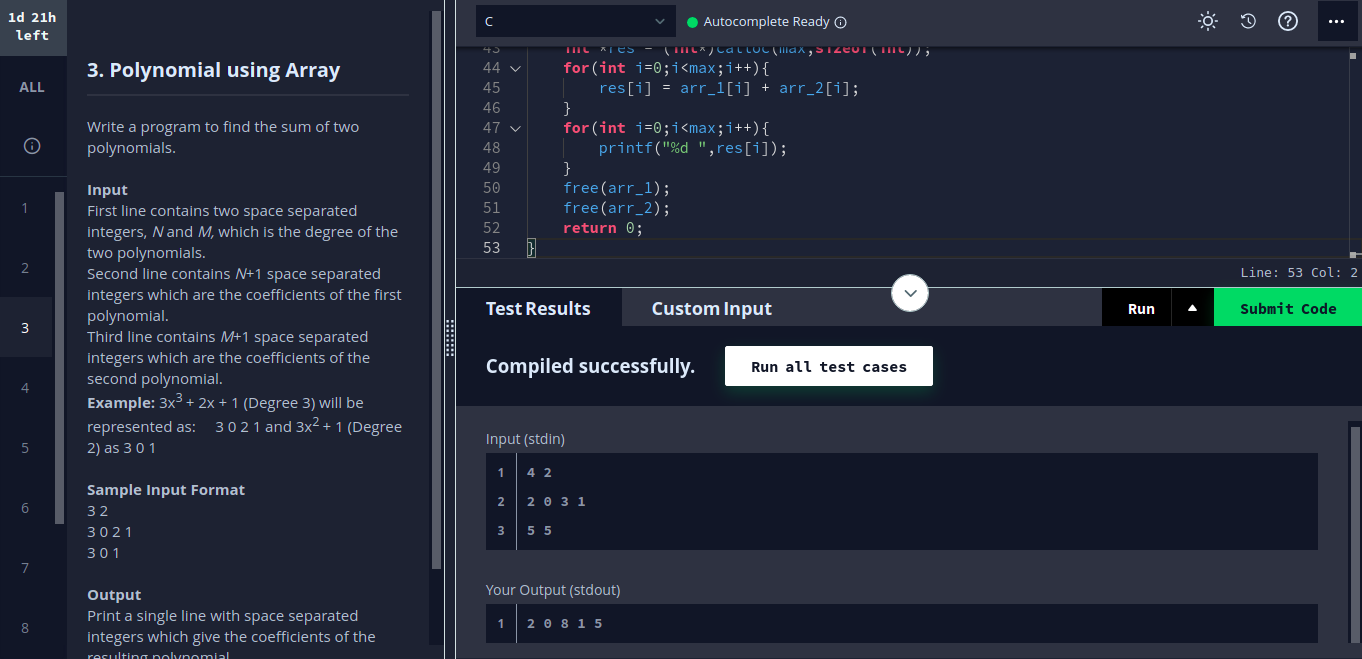 1d 21h
left
ALL
1
2
3
4
5
6
7
8
3. Polynomial using Array
Write a program to find the sum of two
polynomials.
Input
First line contains two space separated
integers, N and M, which is the degree of the
two polynomials.
Second line contains N+1 space separated
integers which are the coefficients of the first
polynomial.
Third line contains M+1 space separated
integers which are the coefficients of the
second polynomial.
Example: 3x³ + 2x + 1 (Degree 3) will be
represented as: 3 0 2 1 and 3x² + 1 (Degree
2) as 3 0 1
Sample Input Format
3 2
3 0 2 1
3 0 1
Output
Print a single line with space separated
integers which give the coefficients of the
resulting polynomial
C
Autocomplete Ready
43 int *res = (int*)calloc(max,sizeof(int));
44 for(int i=0;i<max;i++){
45 res[i] = arr_1[i] + arr_2[i];
46 }
47 for(int i=0;i<max;i++){
48 printf("%d ",res[i]);
49 }
50 free(arr_1);
51 free(arr_2);
52 return 0;
53 }
Line: 53 Col: 2
Test Results
Custom Input
Run
Submit Code
Compiled successfully.
Run all test cases
Input (stdin)
1 4 2
2 2 0 3 1
3 5 5
Your Output (stdout)
1 2 0 8 1 5